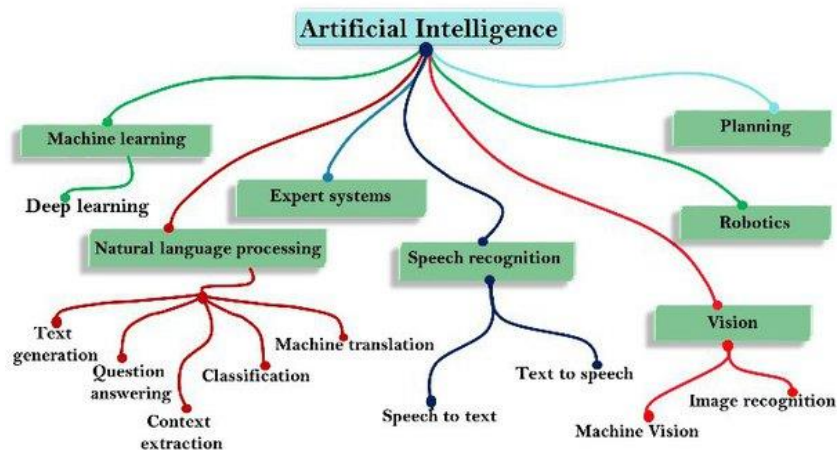 Artificial Intelligence
Machine learning
Deep learning
Natural language processing
Text
generation
Question
answering
Context
extraction
Classification
Machine translation
Expert systems
Speech recognition
Speech to text
Text to speech
Planning
Robotics
Vision
Machine Vision
Image recognition